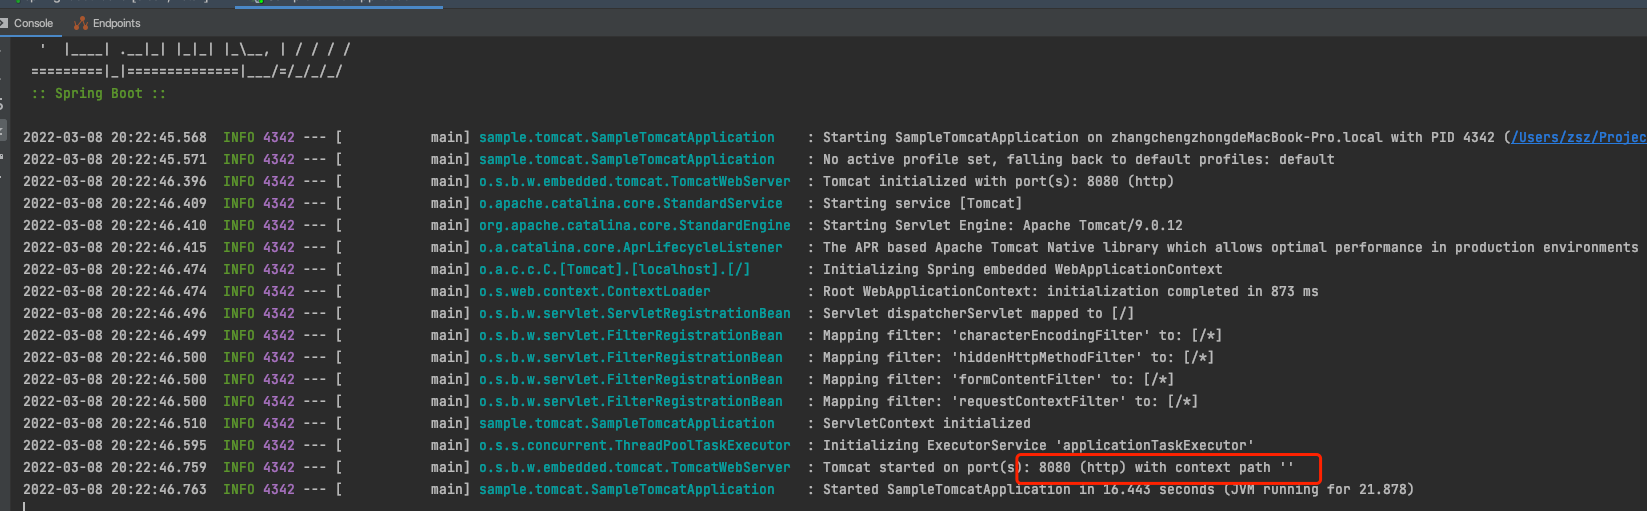 Console Endpoints
'  |____| .__|_| |_|_| |_\__, | / / / /
=========|_|==============|___/=/_/_/_/
:: Spring Boot ::
2022-03-08 20:22:45.568  INFO 4342 --- [           main] sample.tomcat.SampleTomcatApplication    : Starting SampleTomcatApplication on zhangchengzhongdeMacBook-Pro.local with PID 4342 (/Users/zsz/Projec
2022-03-08 20:22:45.571  INFO 4342 --- [           main] sample.tomcat.SampleTomcatApplication    : No active profile set, falling back to default profiles: default
2022-03-08 20:22:46.396  INFO 4342 --- [           main] o.s.b.w.embedded.tomcat.TomcatWebServer  : Tomcat initialized with port(s): 8080 (http)
2022-03-08 20:22:46.409  INFO 4342 --- [           main] o.apache.catalina.core.StandardService   : Starting service [Tomcat]
2022-03-08 20:22:46.410  INFO 4342 --- [           main] org.apache.catalina.core.StandardEngine  : Starting Servlet Engine: Apache Tomcat/9.0.12
2022-03-08 20:22:46.415  INFO 4342 --- [           main] o.a.catalina.core.AprLifecycleListener   : The APR based Apache Tomcat Native library which allows optimal performance in production environments
2022-03-08 20:22:46.474  INFO 4342 --- [           main] o.a.c.c.C.[Tomcat].[localhost].[/]       : Initializing Spring embedded WebApplicationContext
2022-03-08 20:22:46.474  INFO 4342 --- [           main] o.s.web.context.ContextLoader            : Root WebApplicationContext: initialization completed in 873 ms
2022-03-08 20:22:46.496  INFO 4342 --- [           main] o.s.b.w.servlet.ServletRegistrationBean  : Servlet dispatcherServlet mapped to [/]
2022-03-08 20:22:46.499  INFO 4342 --- [           main] o.s.b.w.servlet.FilterRegistrationBean   : Mapping filter: 'characterEncodingFilter' to: [/*]
2022-03-08 20:22:46.500  INFO 4342 --- [           main] o.s.b.w.servlet.FilterRegistrationBean   : Mapping filter: 'hiddenHttpMethodFilter' to: [/*]
2022-03-08 20:22:46.500  INFO 4342 --- [           main] o.s.b.w.servlet.FilterRegistrationBean   : Mapping filter: 'formContentFilter' to: [/*]
2022-03-08 20:22:46.500  INFO 4342 --- [           main] o.s.b.w.servlet.FilterRegistrationBean   : Mapping filter: 'requestContextFilter' to: [/*]
2022-03-08 20:22:46.510  INFO 4342 --- [           main] sample.tomcat.SampleTomcatApplication    : ServletContext initialized
2022-03-08 20:22:46.595  INFO 4342 --- [           main] o.s.s.concurrent.ThreadPoolTaskExecutor  : Initializing ExecutorService 'applicationTaskExecutor'
2022-03-08 20:22:46.759  INFO 4342 --- [           main] o.s.b.w.embedded.tomcat.TomcatWebServer  : Tomcat started on port(s): 8080 (http) with context path ''
2022-03-08 20:22:46.763  INFO 4342 --- [           main] sample.tomcat.SampleTomcatApplication    : Started SampleTomcatApplication in 16.443 seconds (JVM running for 21.878)